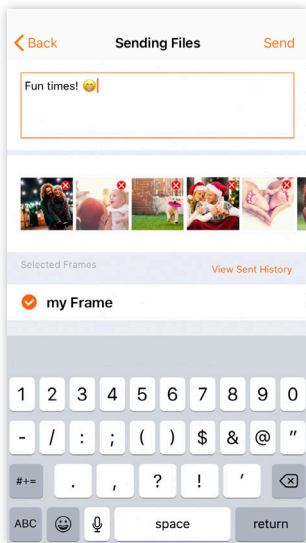 Back Sending Files Send
Fun times! 😁
Selected Frames View Sent History
my Frame
1 2 3 4 5 6 7 8 9 0
- / : ; ( ) $ & @ "
#+= . , ? ! '
ABC space return